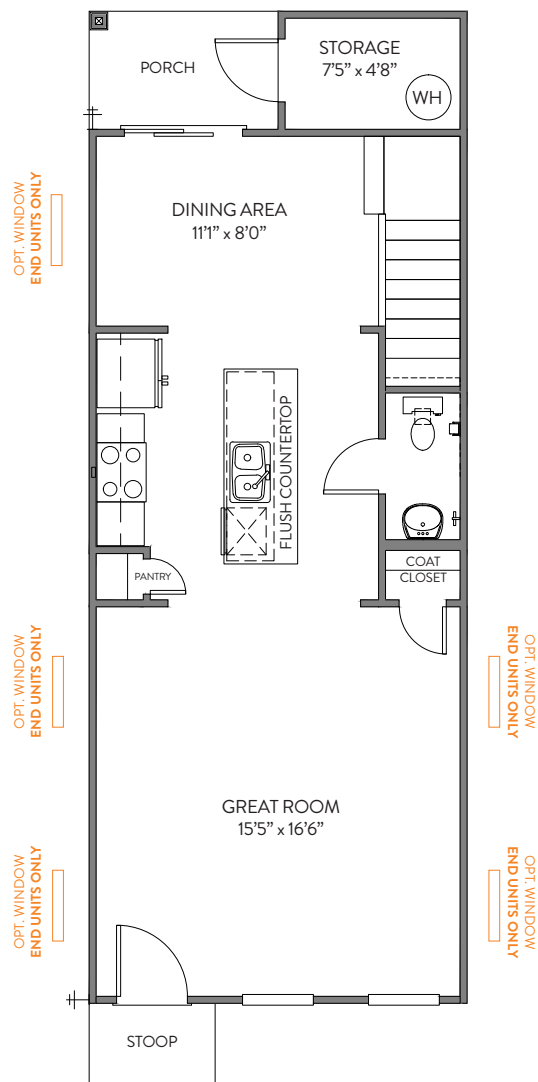 STORAGE
7'5" x 4'8"
PORCH
WH
OPT. WINDOW
END UNITS ONLY
DINING AREA
11'1" x 8'0"
FLUSH COUNTERTOP
PANTRY
COAT
CLOSET
OPT. WINDOW
END UNITS ONLY
END UNITS ONLY
OPT. WINDOW
GREAT ROOM
15'5" x 16'6"
OPT. WINDOW
END UNITS ONLY
END UNITS ONLY
OPT. WINDOW
STOOP